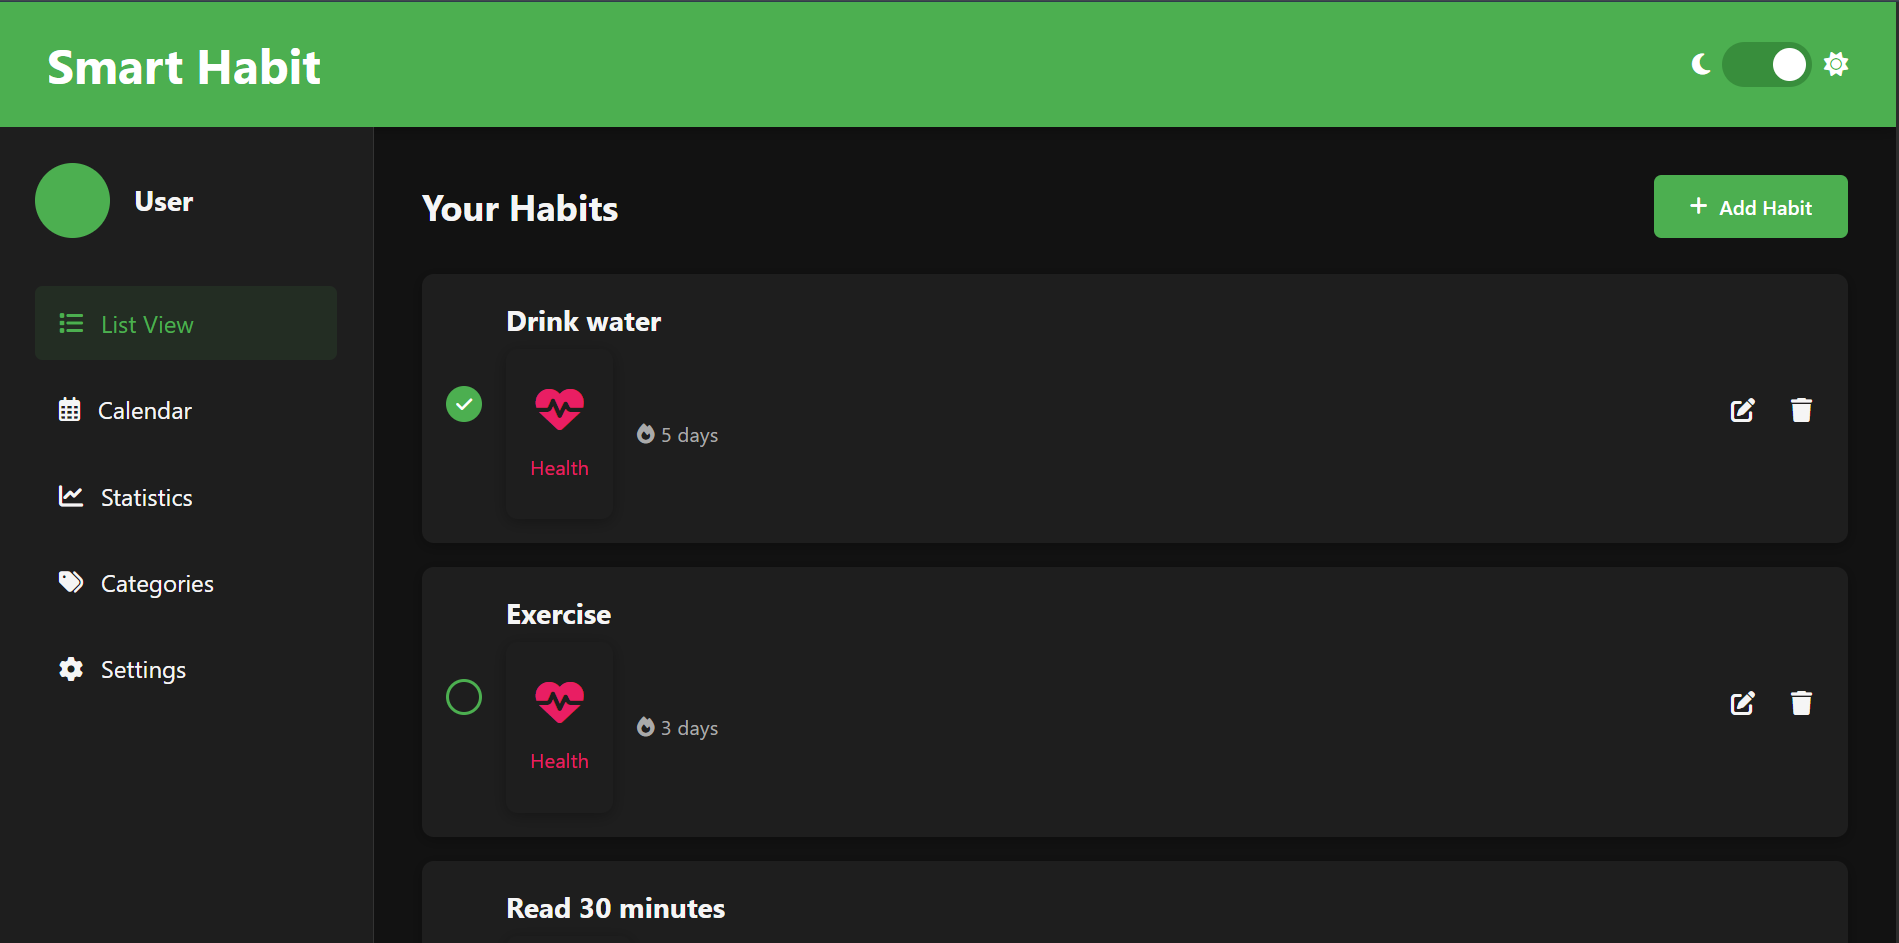 Smart Habit
User
List View
Calendar
Statistics
Categories
Settings
Your Habits
Add Habit
Drink water
Health
5 days
Exercise
Health
3 days
Read 30 minutes